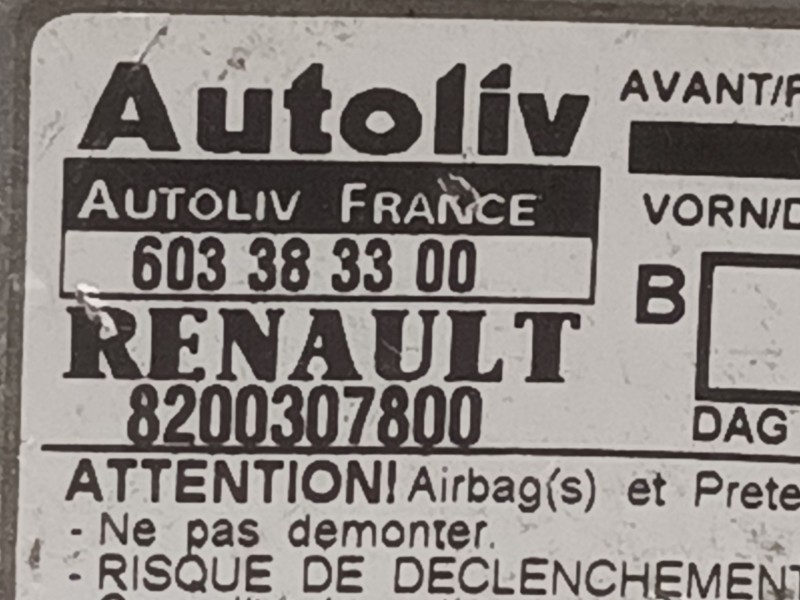 Autoliv
AUTOLIV FRANCE
603 38 33 00
RENAULT
8200307800
AVANT/F
VORN/D
B
DAG
ATTENTION! Airbag(s) et Prete
- Ne pas demonter.
- RISQUE DE DECLENCHEMENT